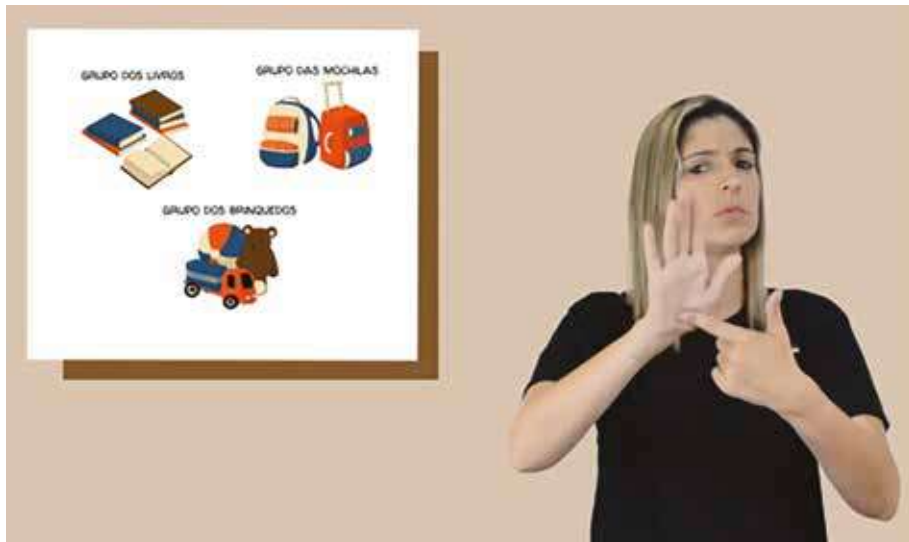 GRUPO DOS LIVROS
GRUPO DAS MOCHILAS
GRUPO DOS BRINQUEDOS